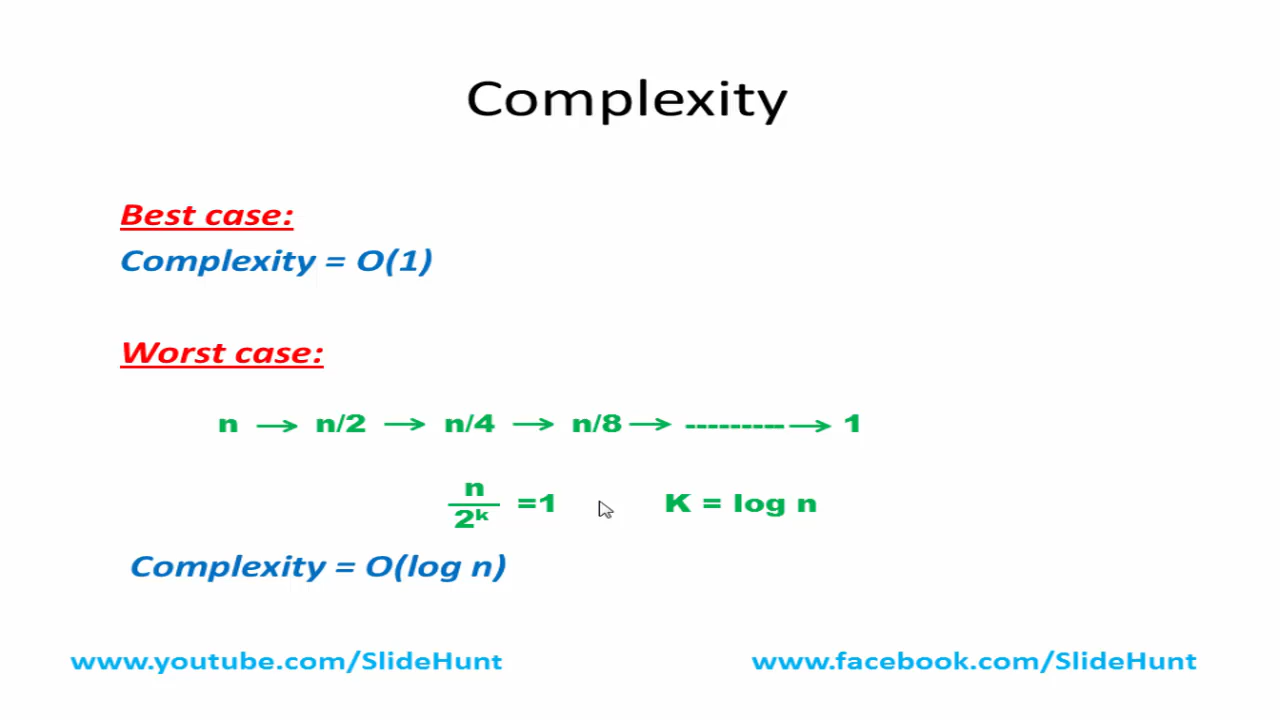 Complexity
Best case:
Complexity = O(1)
Worst case:
n → n/2 → n/4 → n/8 → --------- → 1
n/2ᵏ =1 K = log n
Complexity = O(log n)
www.youtube.com/SlideHunt www.facebook.com/SlideHunt